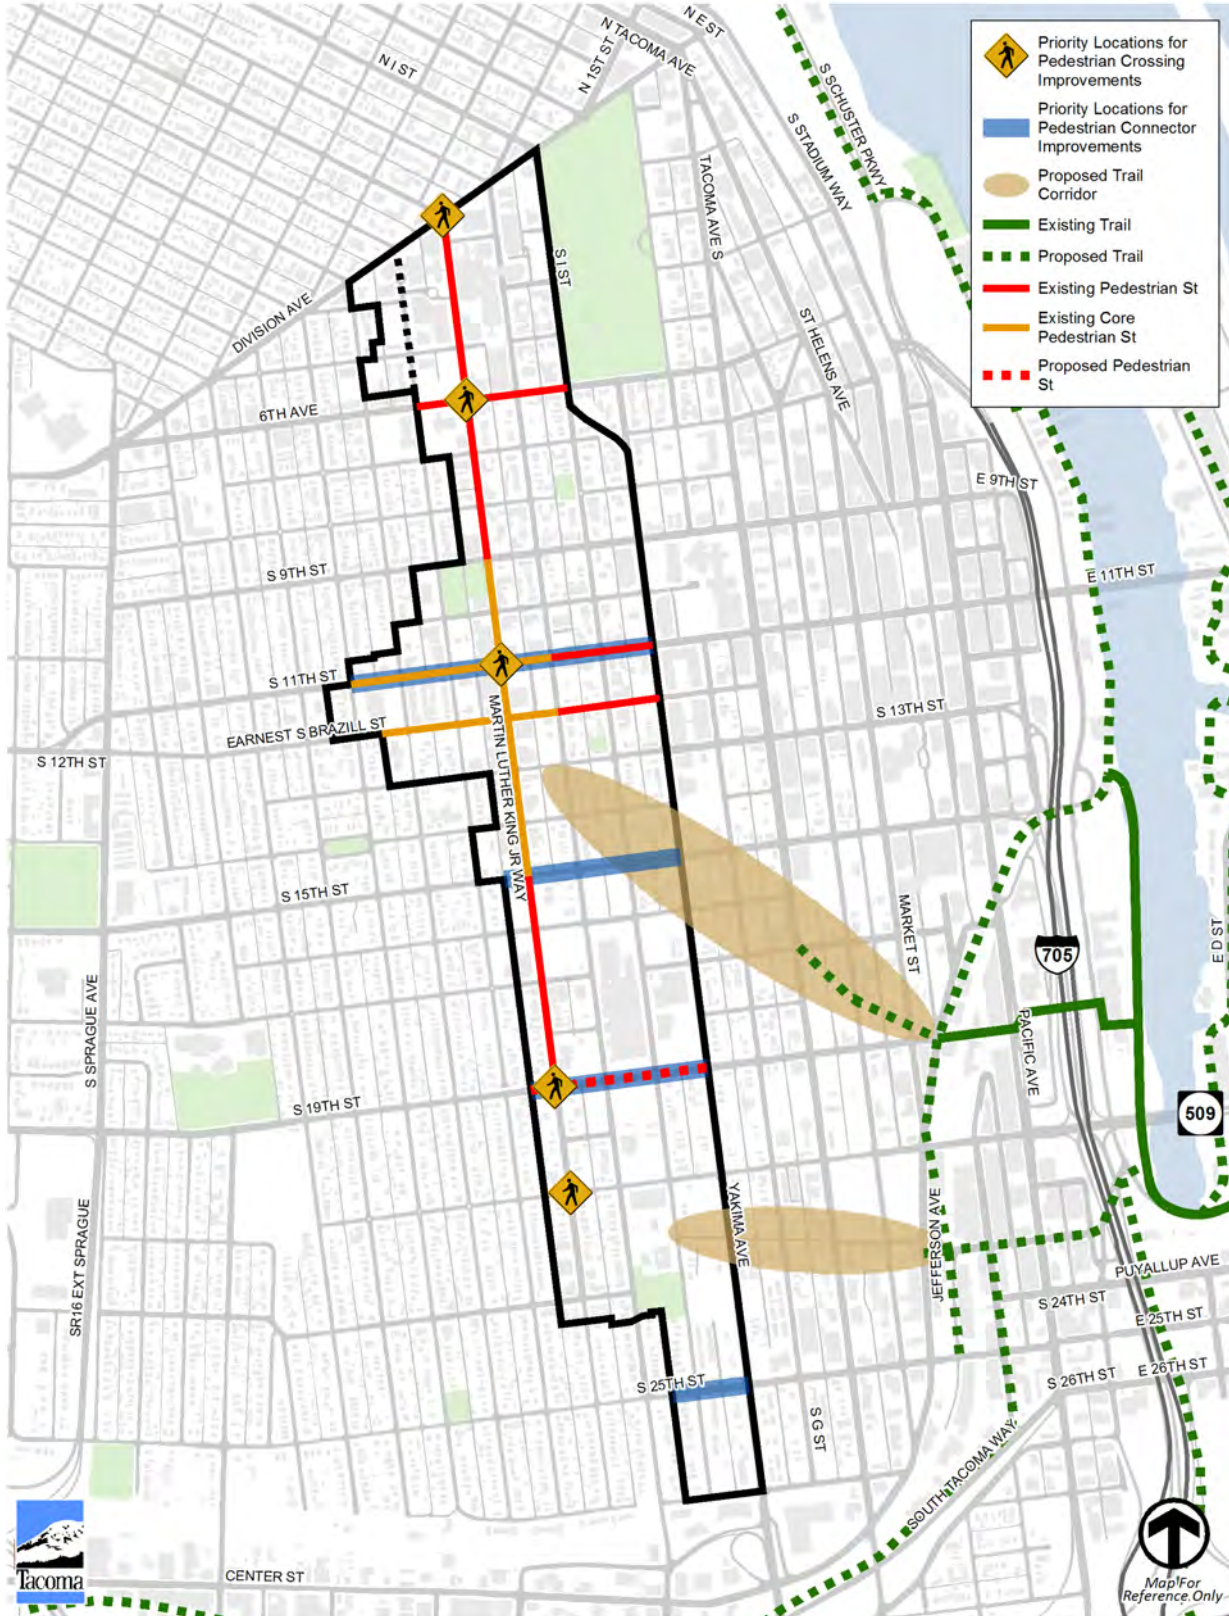 N E ST
N TACOMA AVE
N 1ST ST
N I ST
S SCHUSTER PKWY
S STADIUM WAY
TACOMA AVE S
S I ST
ST HELENS AVE
DIVISION AVE
6TH AVE
Priority Locations for
Pedestrian Crossing
Improvements
Priority Locations for
Pedestrian Connector
Improvements
Proposed Trail
Corridor
Existing Trail
Proposed Trail
Existing Pedestrian St
Existing Core
Pedestrian St
Proposed Pedestrian
St
E 9TH ST
S 9TH ST
E 11TH ST
S 11TH ST
EARNEST S BRAZILL ST
S 12TH ST
S 13TH ST
MARTIN LUTHER KING JR WAY
S 15TH ST
MARKET ST
705
E D ST
PACIFIC AVE
S SPRAGUE AVE
S 19TH ST
509
YAKIMA AVE
JEFFERSON AVE
SR16 EXT SPRAGUE
PUYALLUP AVE
S 24TH ST
E 25TH ST
S 25TH ST
S 26TH ST
E 26TH ST
S G ST
SOUTH TACOMA WAY
Tacoma
CENTER ST
Map For
Reference Only